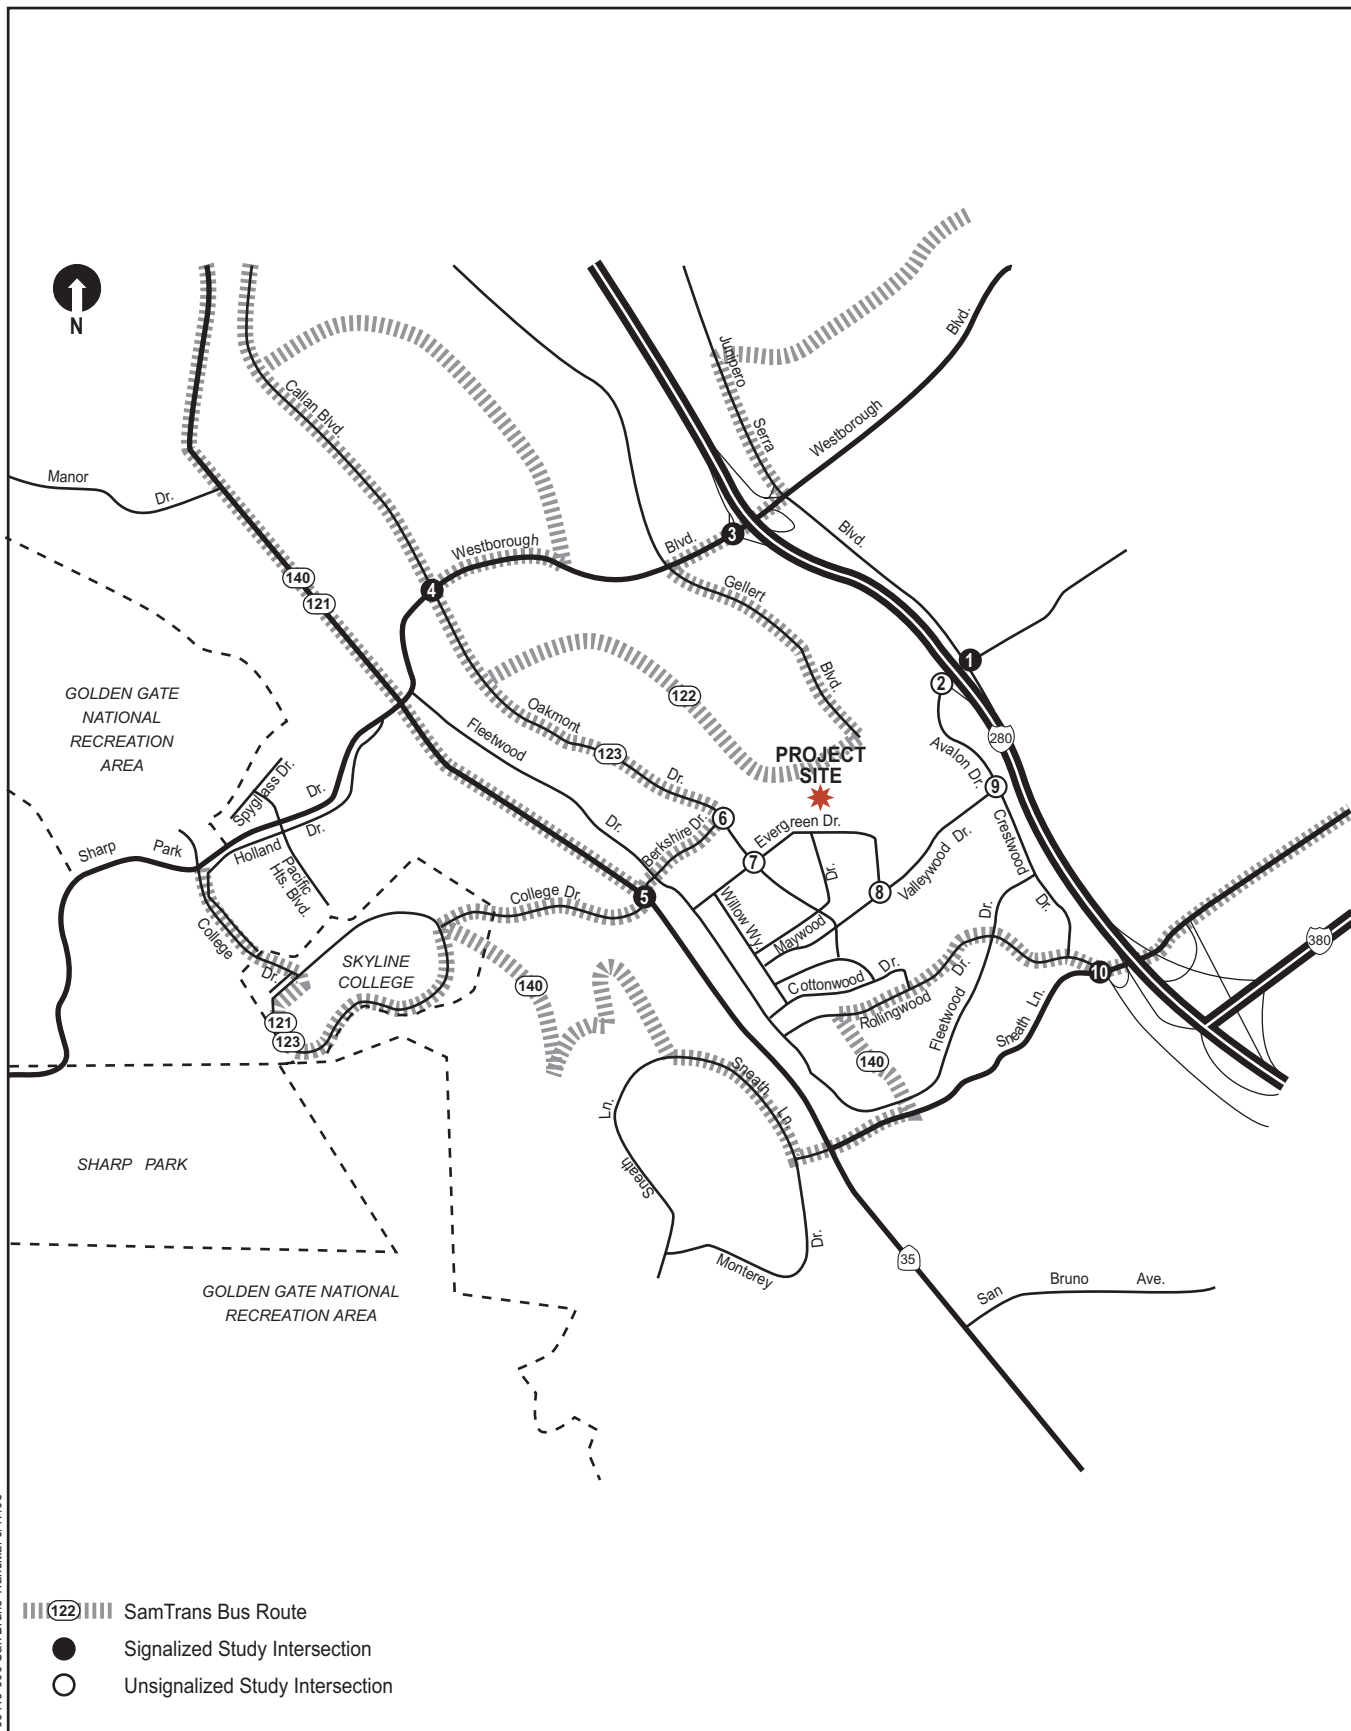 N
Junipero
Serra
Blvd.
Westborough
Blvd.
Callan Blvd.
Manor
Dr.
Westborough
Blvd.
3
Gellert
Blvd.
140
121
4
1
2
GOLDEN GATE
NATIONAL
RECREATION
AREA
122
Oakmont
Dr.
123
Fleetwood
Dr.
280
Avalon Dr.
PROJECT
SITE
9
Spyglass Dr.
Dr.
Holland
Dr.
Sharp
Park
Pacific
Hts. Blvd.
6
Berkshire Dr.
Evergreen Dr.
7
Dr.
8
Valleywood Dr.
Crestwood
Dr.
5
College Dr.
Willow Wy.
Maywood
College
Dr.
SKYLINE
COLLEGE
140
Cottonwood
Dr.
Rollingwood
Dr.
Fleetwood
Dr.
10
380
121
123
Sneath Ln.
140
Sneath
Ln.
Ln.
Sneath
SHARP PARK
Monterey
Dr.
35
San Bruno Ave.
GOLDEN GATE NATIONAL
RECREATION AREA
122 SamTrans Bus Route
Signalized Study Intersection
Unsignalized Study Intersection